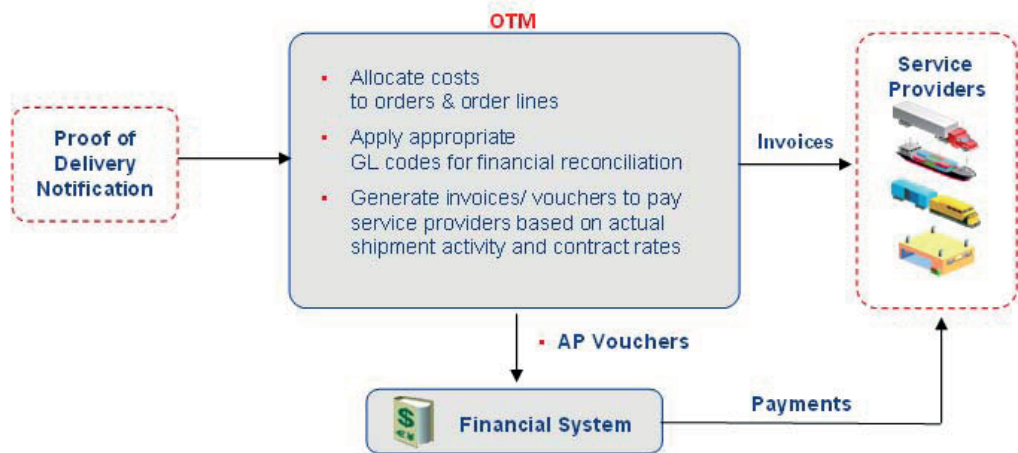 OTM
Proof of
Delivery
Notification
▪ Allocate costs
to orders & order lines
▪ Apply appropriate
GL codes for financial reconciliation
▪ Generate invoices/ vouchers to pay
service providers based on actual
shipment activity and contract rates
Invoices
Service
Providers
▪ AP Vouchers
$
Financial System
Payments